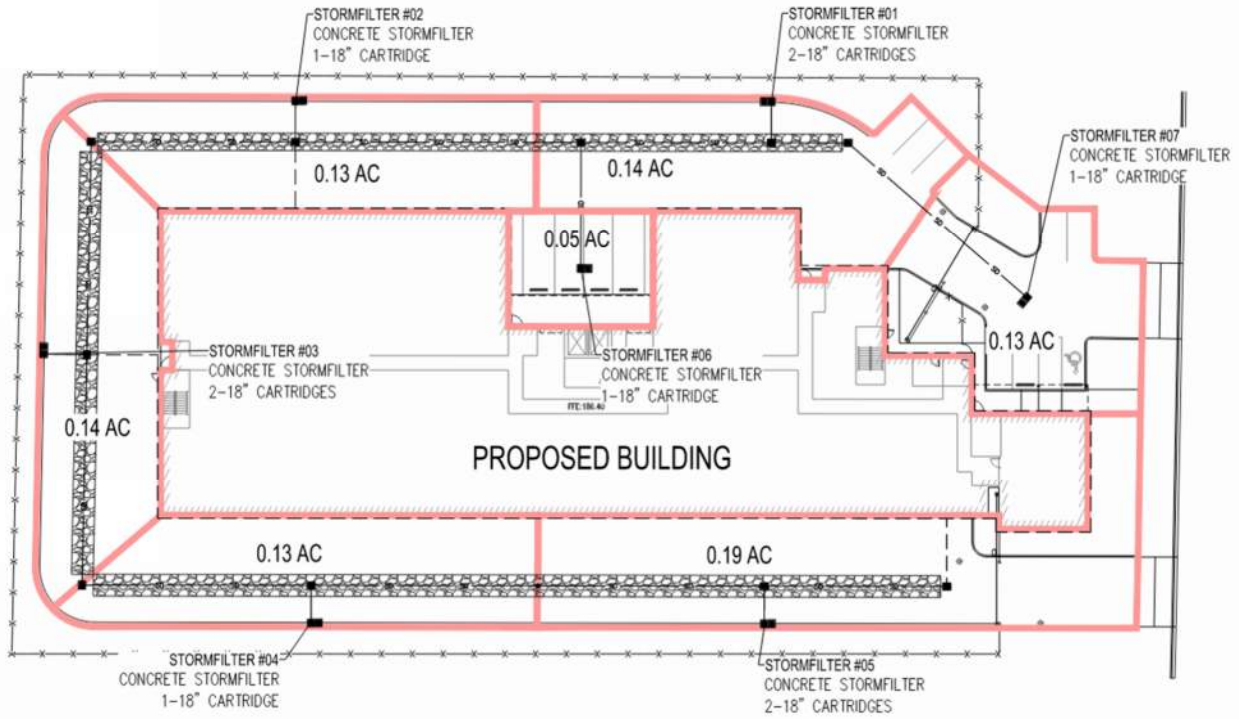 STORMFILTER #02
CONCRETE STORMFILTER
1-18" CARTRIDGE
STORMFILTER #01
CONCRETE STORMFILTER
2-18" CARTRIDGES
STORMFILTER #07
CONCRETE STORMFILTER
1-18" CARTRIDGE
0.13 AC
0.14 AC
0.05 AC
0.13 AC
STORMFILTER #03
CONCRETE STORMFILTER
2-18" CARTRIDGES
STORMFILTER #06
CONCRETE STORMFILTER
1-18" CARTRIDGE
FFE:186.40
0.14 AC
PROPOSED BUILDING
0.13 AC
0.19 AC
STORMFILTER #04
CONCRETE STORMFILTER
1-18" CARTRIDGE
STORMFILTER #05
CONCRETE STORMFILTER
2-18" CARTRIDGES